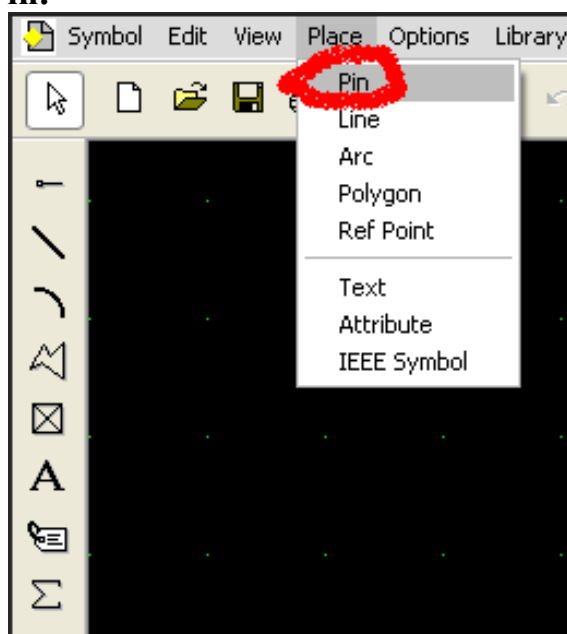 Symbol Edit View Place Options Library
Pin
Line
Arc
Polygon
Ref Point
Text
Attribute
IEEE Symbol
A
Σ